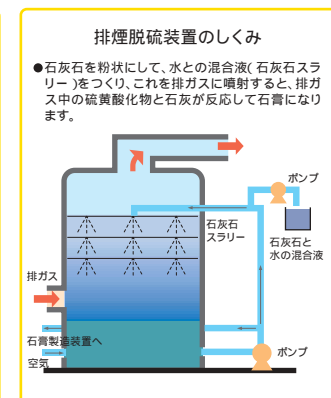 排煙脱硫装置のしくみ
●石灰石を粉状にして、水との混合液(石灰石スラ
リー)をつくり、これを排ガスに噴射すると、排ガ
ス中の硫黄酸化物と石灰が反応して石膏になり
ます。
ポンプ
石灰石
スラリー
石灰石と
水の混合液
排ガス
石膏製造装置へ
空気
ポンプ